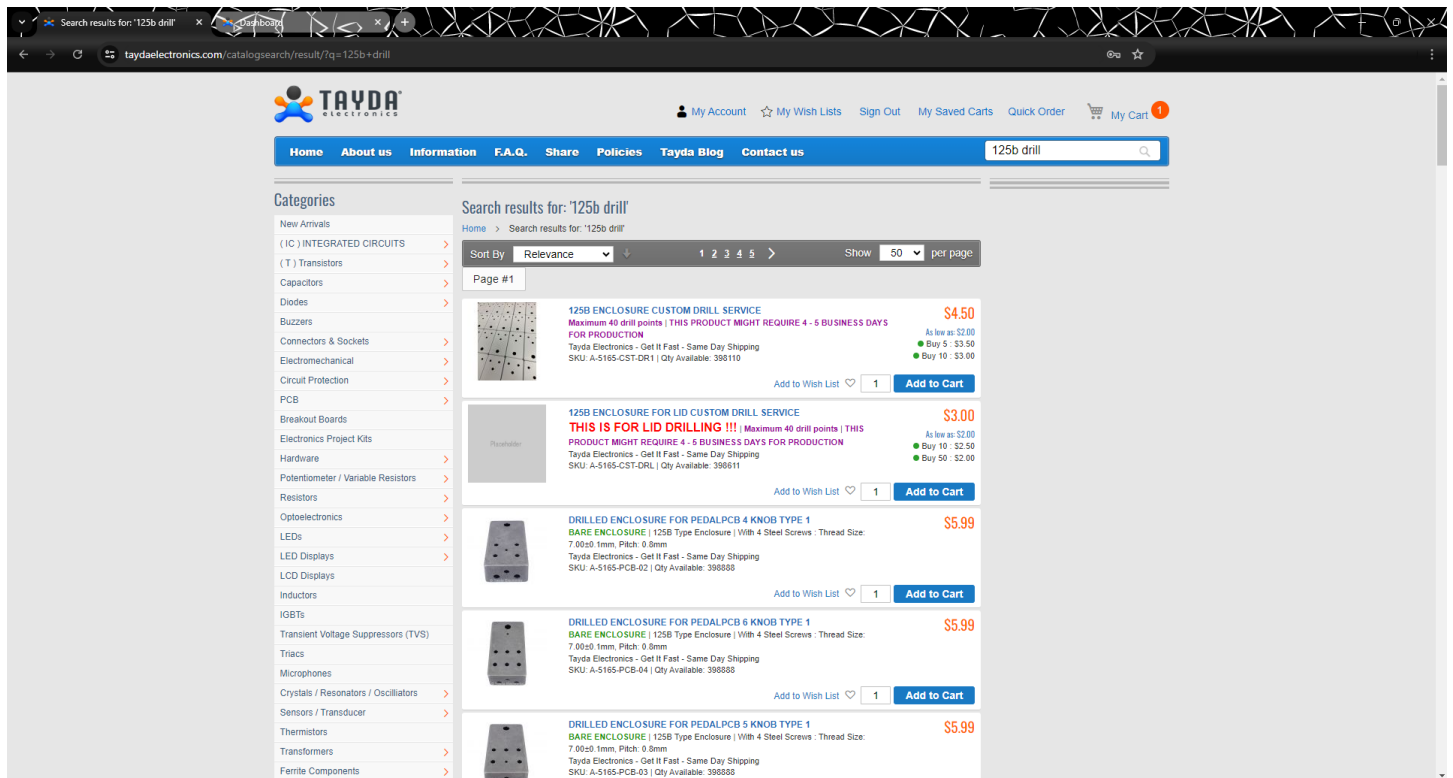 Search results for: '125b drill'
Dashboard
taydaelectronics.com/catalogsearch/result/?q=125b+drill
TAYDA
electronics
My Account
My Wish Lists
Sign Out
My Saved Carts
Quick Order
My Cart
1
Home
About us
Information
F.A.Q.
Share
Policies
Tayda Blog
Contact us
125b drill
Categories
New Arrivals
( IC ) INTEGRATED CIRCUITS
( T ) Transistors
Capacitors
Diodes
Buzzers
Connectors & Sockets
Electromechanical
Circuit Protection
PCB
Breakout Boards
Electronics Project Kits
Hardware
Potentiometer / Variable Resistors
Resistors
Optoelectronics
LEDs
LED Displays
LCD Displays
Inductors
IGBTs
Transient Voltage Suppressors (TVS)
Triacs
Microphones
Crystals / Resonators / Oscilliators
Sensors / Transducer
Thermistors
Transformers
Ferrite Components
Search results for: '125b drill'
Home > Search results for: '125b drill'
Sort By Relevance
1 2 3 4 5
Show 50 per page
Page #1
125B ENCLOSURE CUSTOM DRILL SERVICE
Maximum 40 drill points | THIS PRODUCT MIGHT REQUIRE 4 - 5 BUSINESS DAYS
FOR PRODUCTION
Tayda Electronics - Get It Fast - Same Day Shipping
SKU: A-5165-CST-DR1 | Qty Available: 398110
$4.50
As low as: $2.00
Buy 5 : $3.50
Buy 10 : $3.00
Add to Wish List 1 Add to Cart
Placeholder
125B ENCLOSURE FOR LID CUSTOM DRILL SERVICE
THIS IS FOR LID DRILLING !!! | Maximum 40 drill points | THIS
PRODUCT MIGHT REQUIRE 4 - 5 BUSINESS DAYS FOR PRODUCTION
Tayda Electronics - Get It Fast - Same Day Shipping
SKU: A-5165-CST-DRL | Qty Available: 398611
$3.00
As low as: $2.00
Buy 10 : $2.50
Buy 50 : $2.00
Add to Wish List 1 Add to Cart
DRILLED ENCLOSURE FOR PEDALPCB 4 KNOB TYPE 1
BARE ENCLOSURE | 125B Type Enclosure | With 4 Steel Screws : Thread Size:
7.00±0.1mm, Pitch: 0.8mm
Tayda Electronics - Get It Fast - Same Day Shipping
SKU: A-5165-PCB-02 | Qty Available: 398888
$5.99
Add to Wish List 1 Add to Cart
DRILLED ENCLOSURE FOR PEDALPCB 6 KNOB TYPE 1
BARE ENCLOSURE | 125B Type Enclosure | With 4 Steel Screws : Thread Size:
7.00±0.1mm, Pitch: 0.8mm
Tayda Electronics - Get It Fast - Same Day Shipping
SKU: A-5165-PCB-04 | Qty Available: 398888
$5.99
Add to Wish List 1 Add to Cart
DRILLED ENCLOSURE FOR PEDALPCB 5 KNOB TYPE 1
BARE ENCLOSURE | 125B Type Enclosure | With 4 Steel Screws : Thread Size:
7.00±0.1mm, Pitch: 0.8mm
Tayda Electronics - Get It Fast - Same Day Shipping
SKU: A-5165-PCB-03 | Qty Available: 398888
$5.99